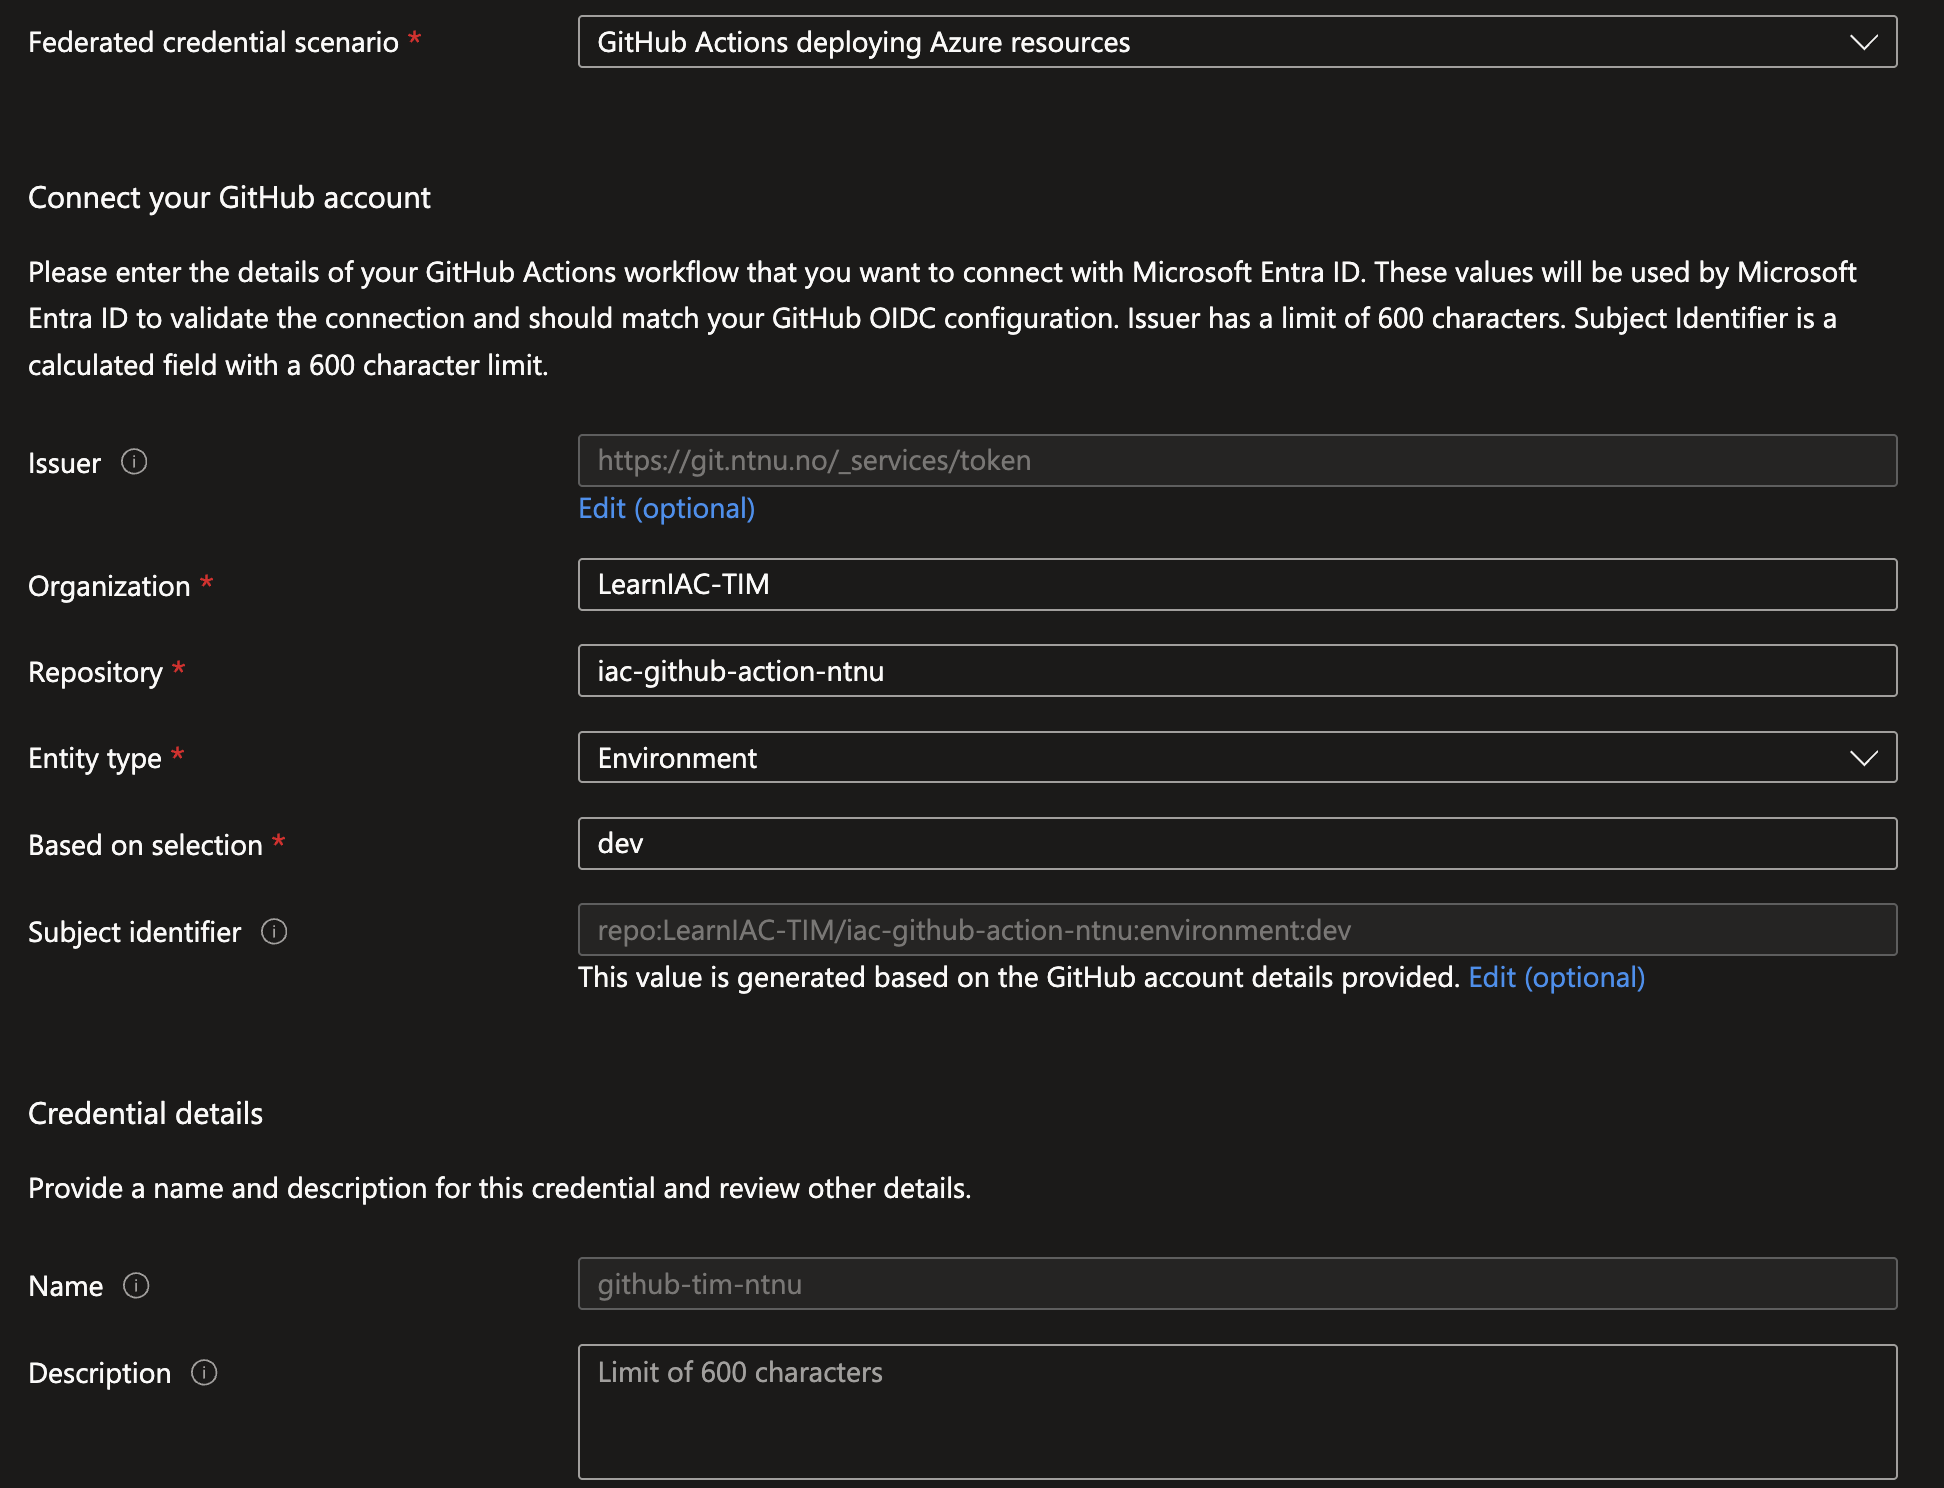 Federated credential scenario *
GitHub Actions deploying Azure resources
Connect your GitHub account
Please enter the details of your GitHub Actions workflow that you want to connect with Microsoft Entra ID. These values will be used by Microsoft
Entra ID to validate the connection and should match your GitHub OIDC configuration. Issuer has a limit of 600 characters. Subject Identifier is a
calculated field with a 600 character limit.
Issuer
https://git.ntnu.no/_services/token
Edit (optional)
Organization *
LearnIAC-TIM
Repository *
iac-github-action-ntnu
Entity type *
Environment
Based on selection *
dev
Subject identifier
repo:LearnIAC-TIM/iac-github-action-ntnu:environment:dev
This value is generated based on the GitHub account details provided. Edit (optional)
Credential details
Provide a name and description for this credential and review other details.
Name
github-tim-ntnu
Description
Limit of 600 characters